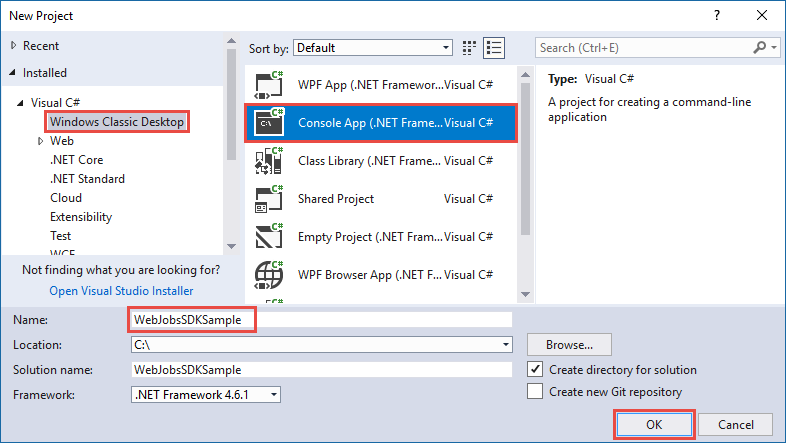 New Project
?
Recent
Installed
Visual C#
Windows Classic Desktop
Web
.NET Core
.NET Standard
Cloud
Extensibility
Test
WCF
Not finding what you are looking for?
Open Visual Studio Installer
Sort by: Default
C# WPF App (.NET Framewor... Visual C#
C# C:\ Console App (.NET Frame... Visual C#
C# Class Library (.NET Frame... Visual C#
C# Shared Project Visual C#
C# Empty Project (.NET Fram... Visual C#
C# WPF Browser App (.NET F... Visual C#
C#
Search (Ctrl+E)
Type: Visual C#
A project for creating a command-line
application
Name: WebJobsSDKSample
Location: C:\ Browse...
Solution name: WebJobsSDKSample
Create directory for solution
Framework: .NET Framework 4.6.1
Create new Git repository
OK Cancel